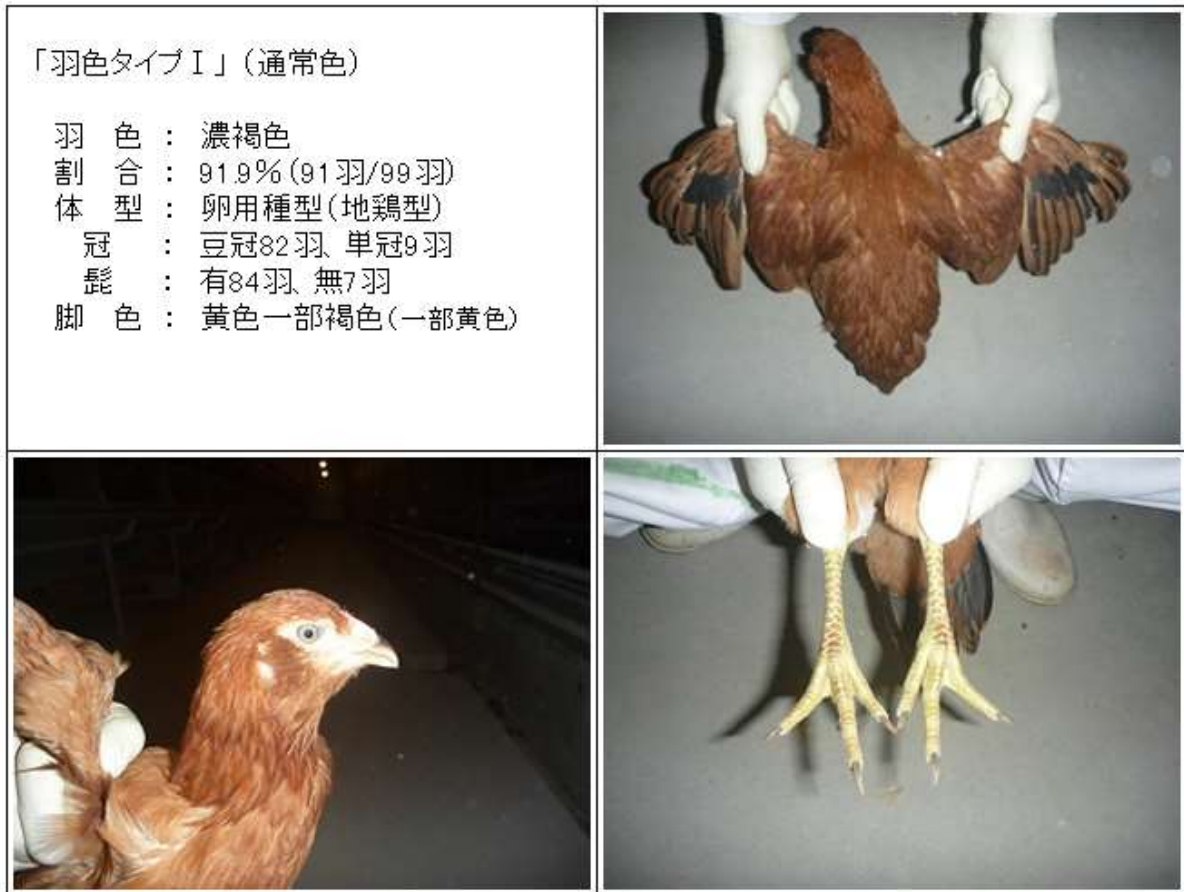 「羽色タイプⅠ」(通常色)
羽 色 : 濃褐色
割 合 : 91.9%(91羽/99羽)
体 型 : 卵用種型(地鶏型)
冠 : 豆冠82羽、単冠9羽
髭 : 有84羽、無7羽
脚 色 : 黄色一部褐色(一部黄色)